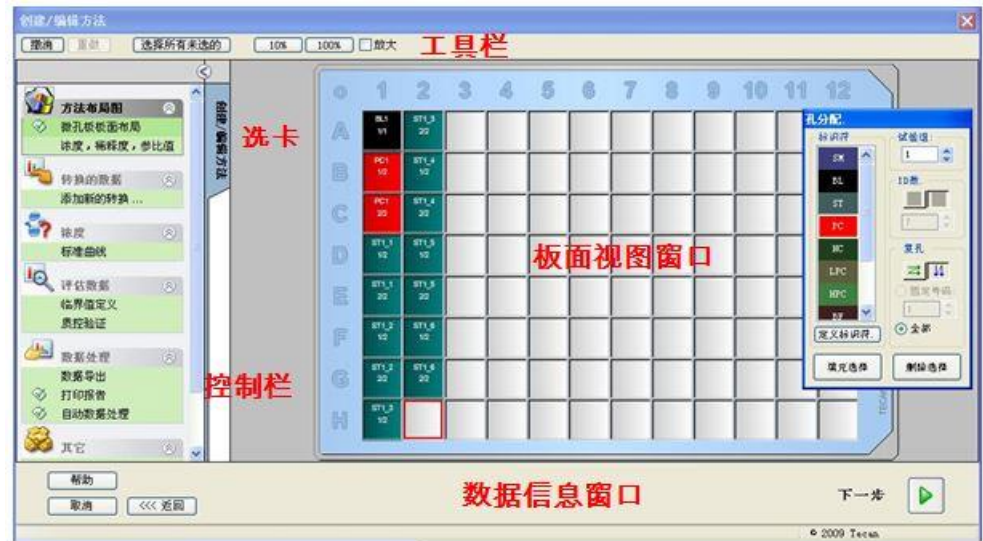 创建/编辑方法
撤消 重做 选择所有未选的 10% 100% 放大 工具栏
方法布局图
微孔板板面布局
浓度,稀释度,参比值
转换的数据
添加新的转换 ...
浓度
标准曲线
评估数据
临界值定义
质控验证
数据处理
数据导出
打印报告
自动数据处理
其它
创建/编辑方法
选卡
控制栏
1 2 3 4 5 6 7 8 9 10 11 12
A BL1 1/1 ST1_3 2/2
B PC1 1/2 ST1_4 1/2
C PC1 2/2 ST1_4 2/2
D ST1_1 1/2 ST1_5 1/2
E ST1_1 2/2 ST1_5 2/2
F ST1_2 1/2 ST1_6 1/2
G ST1_2 2/2 ST1_6 2/2
H ST1_3 1/2
板面视图窗口
TECAN
孔分配.
标识符
SM
BL
ST
PC
NC
LPC
HPC
RF
定义标识符.
填充选择
试验组:
1
ID数.
1
复孔
固定号码:
1
全部
删除选择
帮助
取消 <<< 返回
数据信息窗口
下一步
© 2009 Tecan